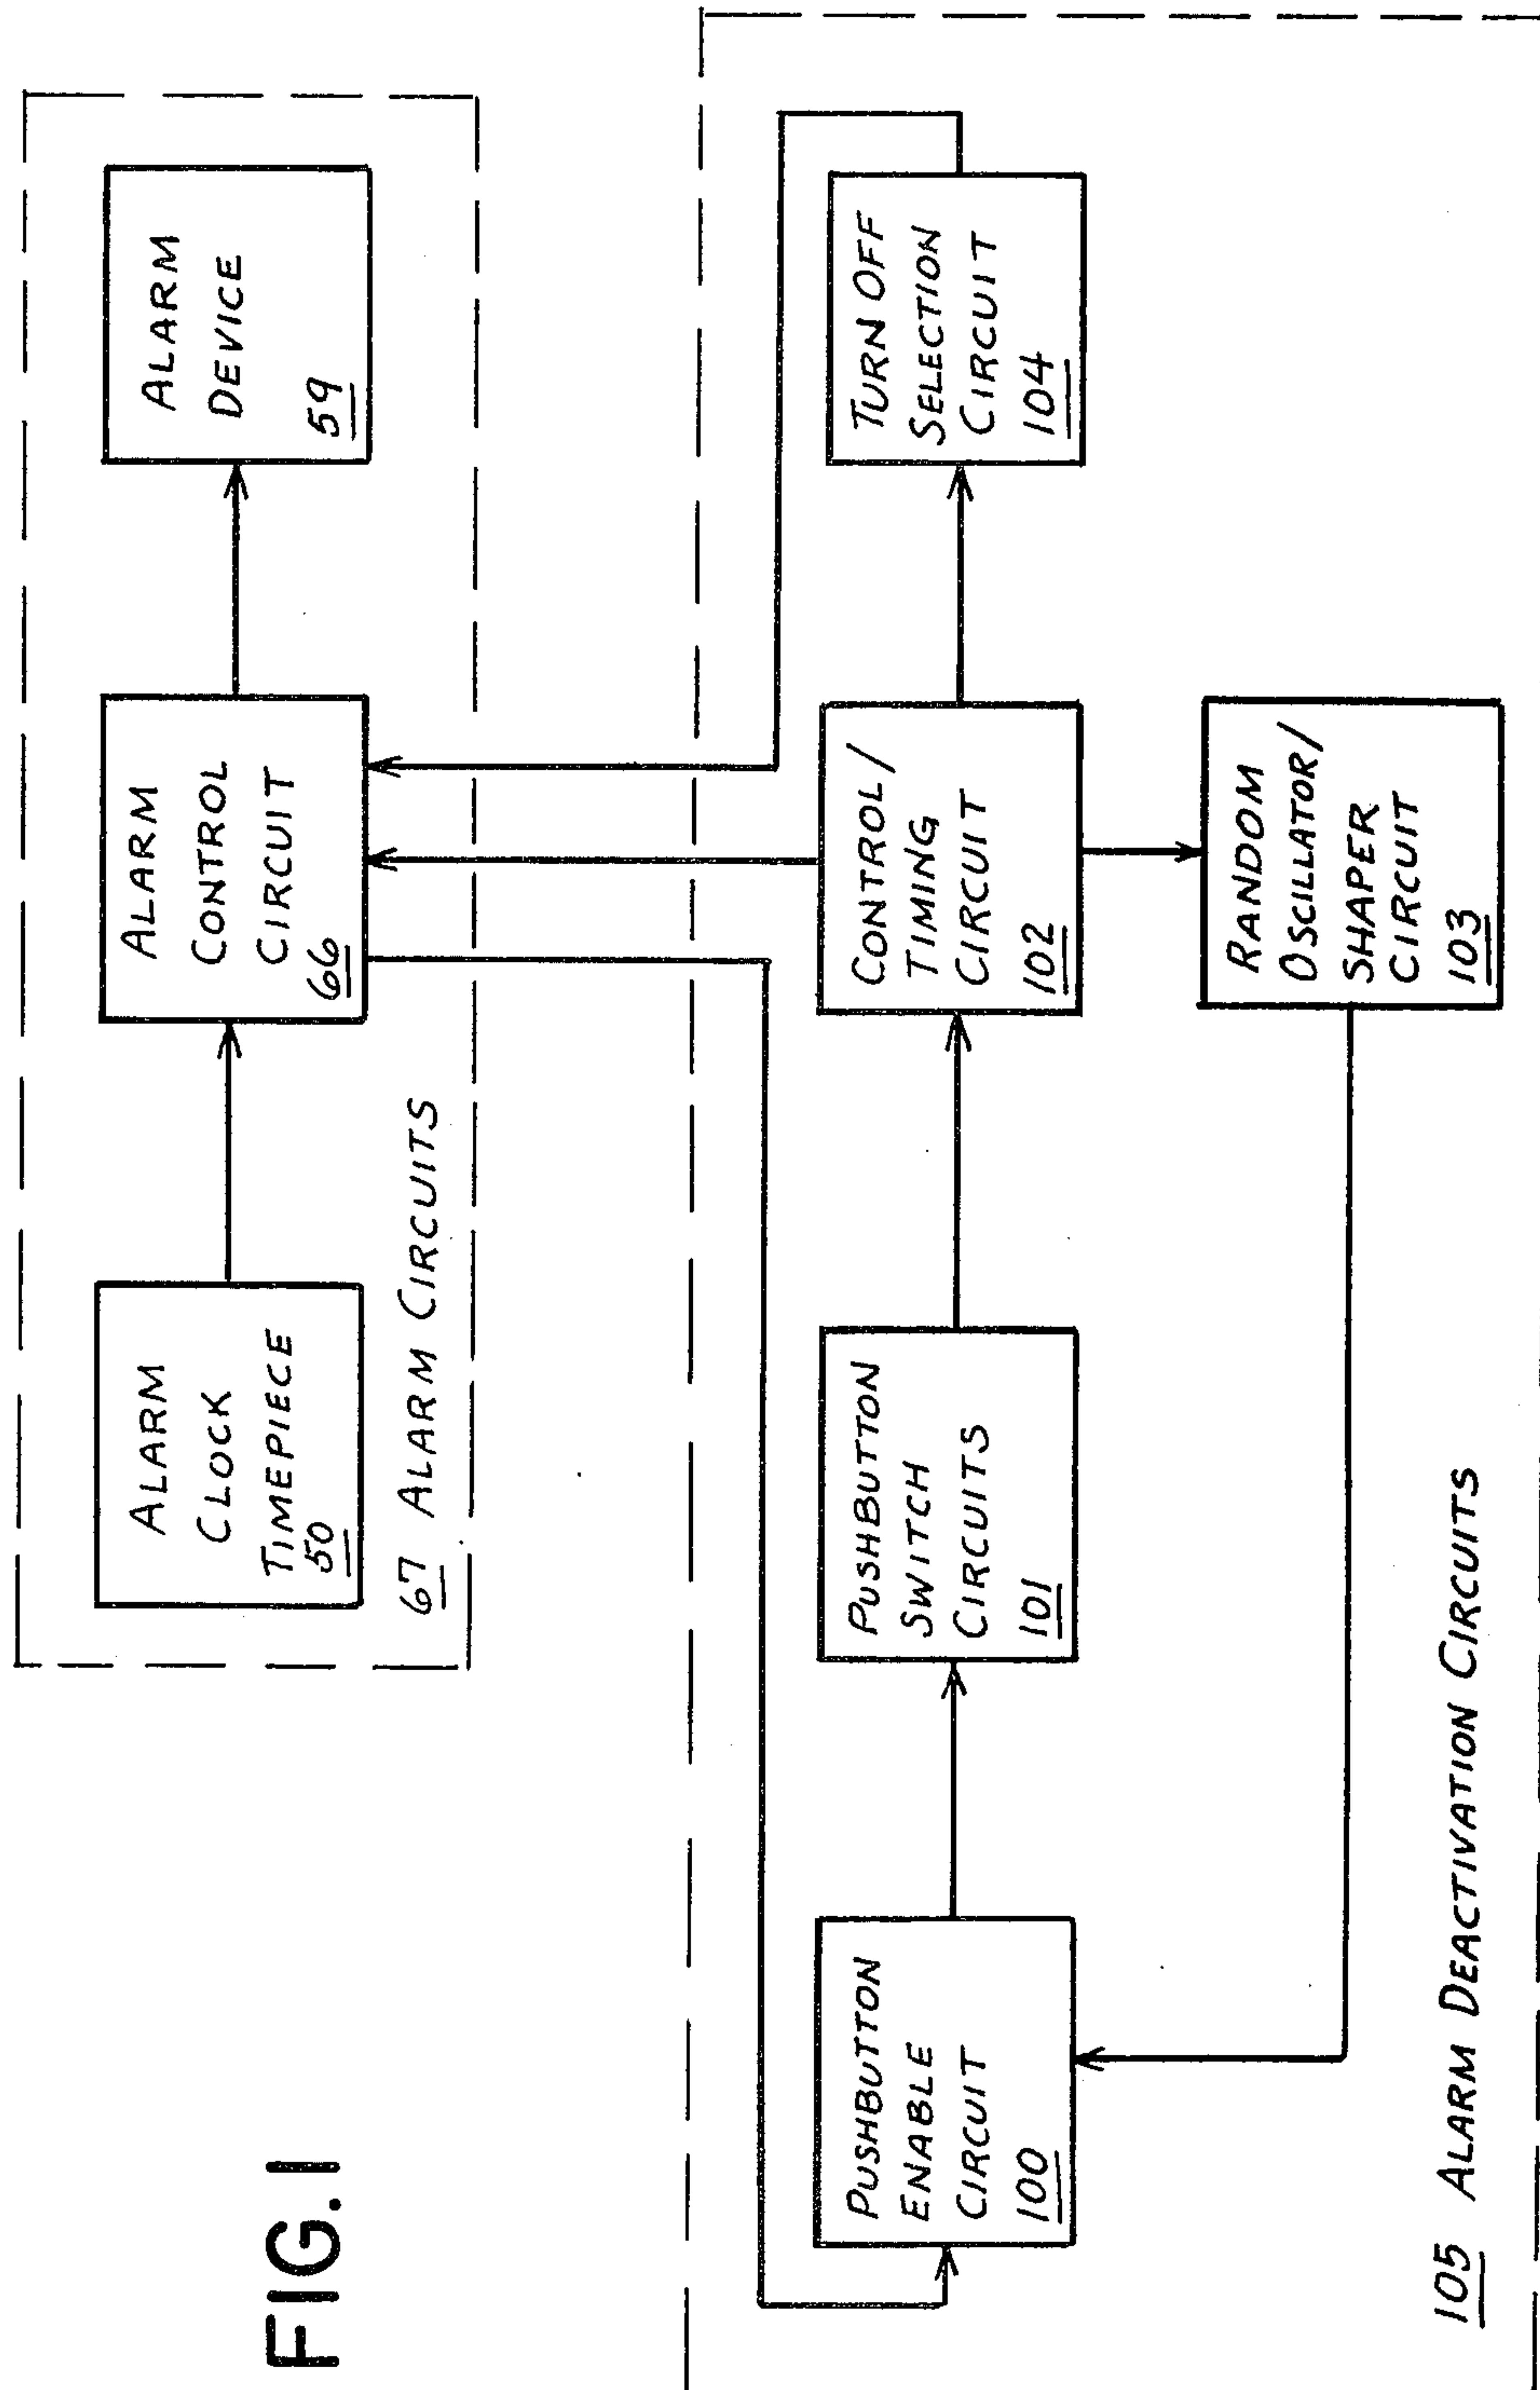 FIG.1
ALARM
CLOCK
TIMEPIECE
50
ALARM
CONTROL
CIRCUIT
66
ALARM
DEVICE
59
67 ALARM CIRCUITS
PUSHBUTTON
ENABLE
CIRCUIT
100
PUSHBUTTON
SWITCH
CIRCUITS
101
CONTROL/
TIMING
CIRCUIT
102
TURN OFF
SELECTION
CIRCUIT
104
RANDOM
OSCILLATOR/
SHAPER
CIRCUIT
103
105 ALARM DEACTIVATION CIRCUITS